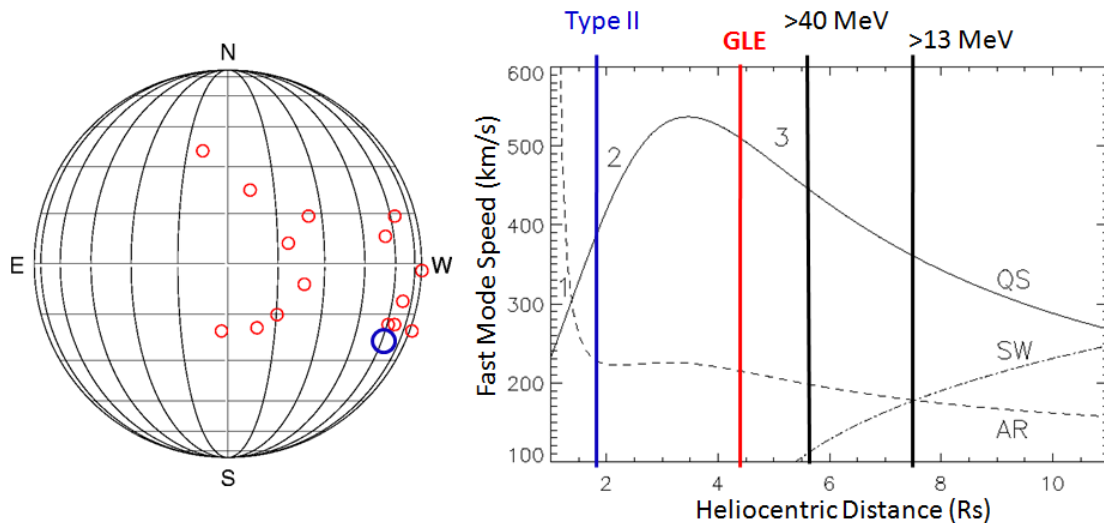 N
E
W
S
Type II
GLE
>40 MeV
>13 MeV
Fast Mode Speed (km/s)
600
500
400
300
200
100
1
2
3
QS
SW
AR
2
4
6
8
10
Heliocentric Distance (Rs)